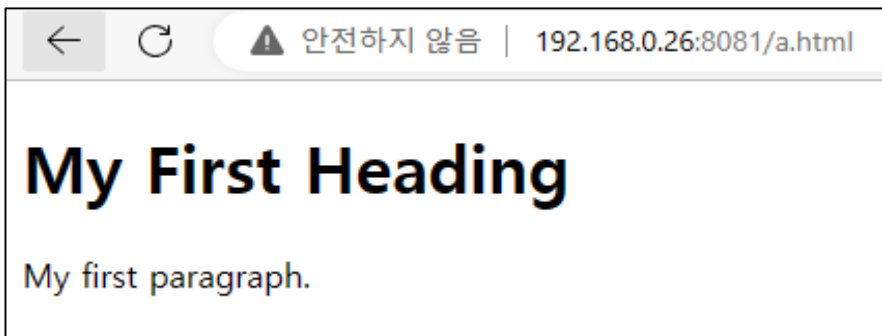 안전하지 않음 | 192.168.0.26:8081/a.html
My First Heading
My first paragraph.